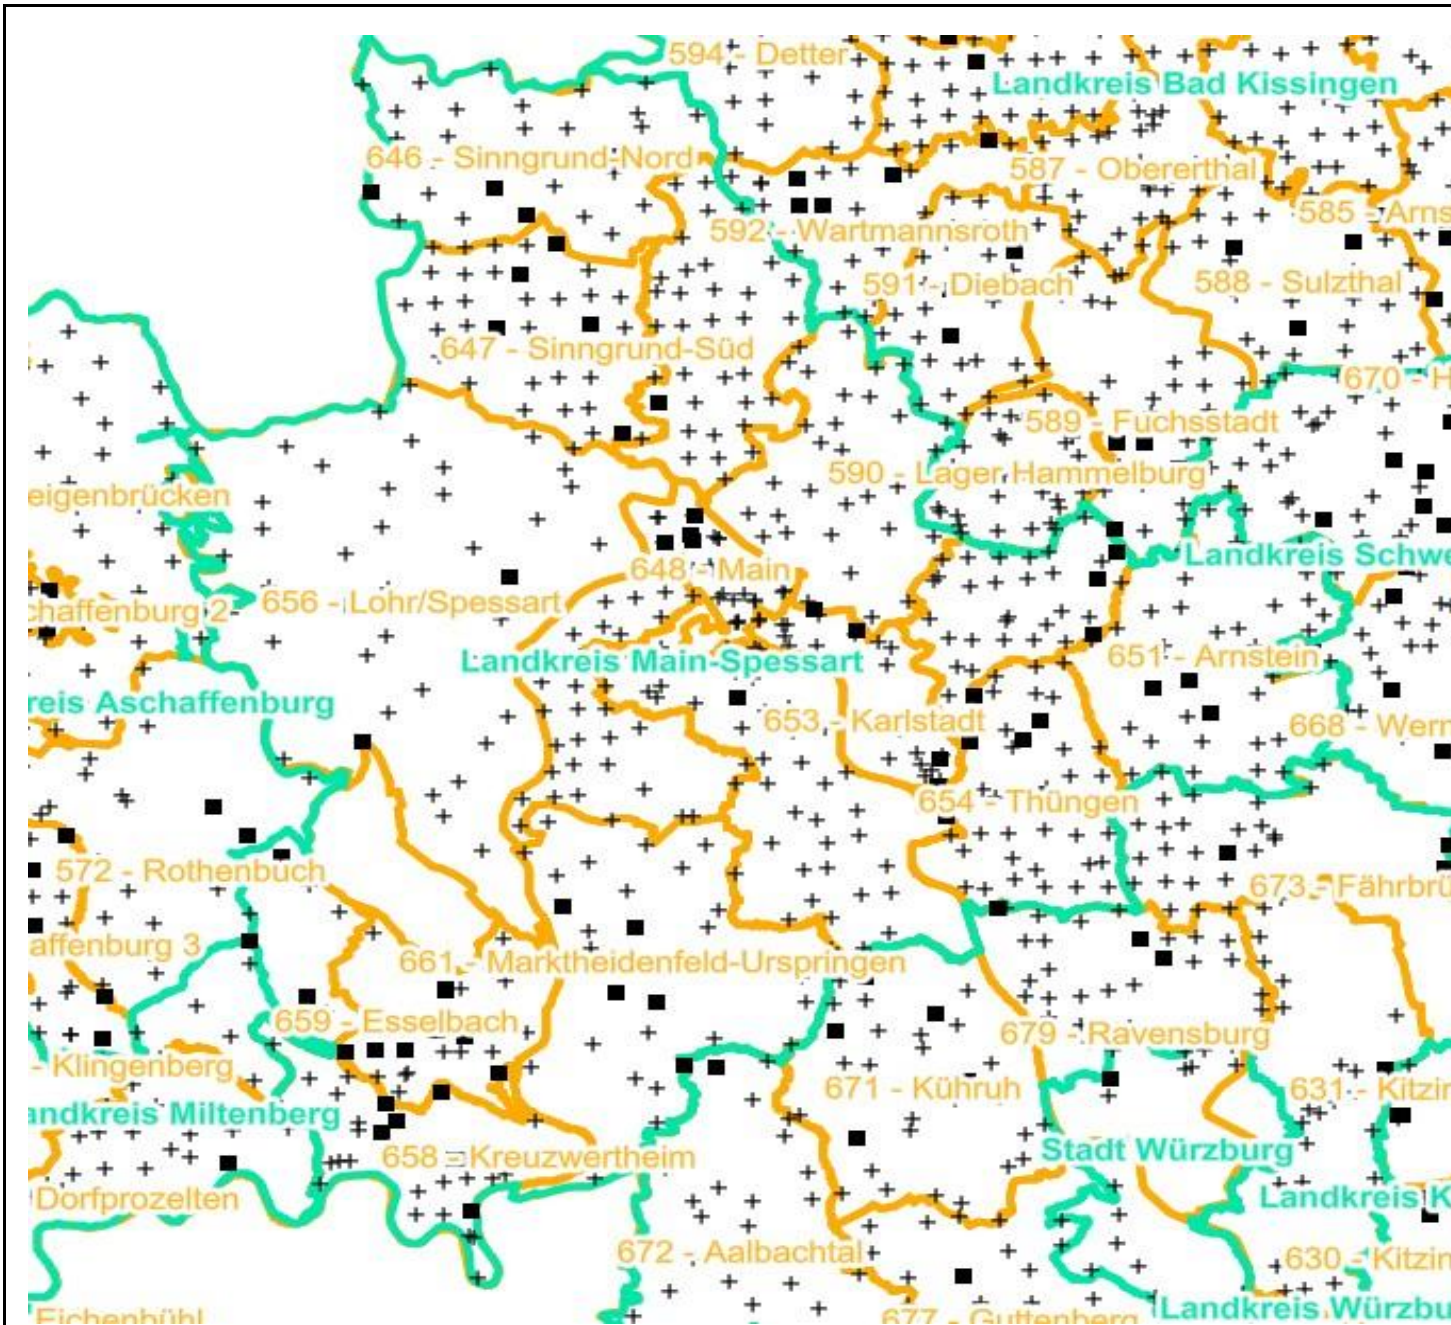 594 - Detter
Landkreis Bad Kissingen
646 - Sinngrund-Nord
587 - Obererthal
585 - Arns
592 - Wartmannsroth
591 - Diebach
588 - Sulzthal
647 - Sinngrund-Süd
670 - H
589 - Fuchsstadt
590 - Lager Hammelburg
eigenbrücken
Landkreis Schwe
648 - Main
656 - Lohr/Spessart
chaffenburg 2
Landkreis Main-Spessart
651 - Arnstein
reis Aschaffenburg
653 - Karlstadt
668 - Wern
654 - Thüngen
572 - Rothenbuch
673 - Fährbrü
affenburg 3
661 - Marktheidenfeld-Urspringen
659 - Esselbach
679 - Ravensburg
- Klingenberg
671 - Kühruh
631 - Kitzin
andkreis Miltenberg
Stadt Würzburg
658 - Kreuzwertheim
Dorfprozelten
Landkreis K
672 - Aalbachtal
630 - Kitzin
Eichenbühl
677 - Guttenberg
Landkreis Würzbu